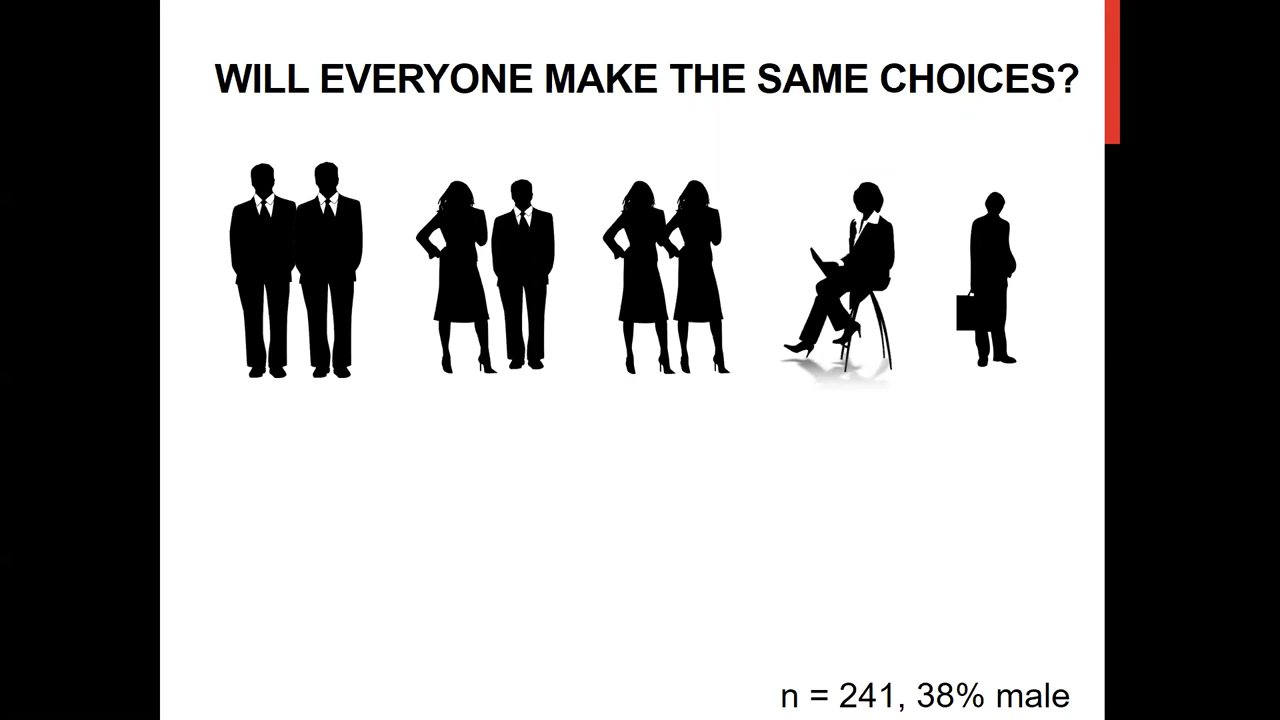 WILL EVERYONE MAKE THE SAME CHOICES?
n = 241, 38% male